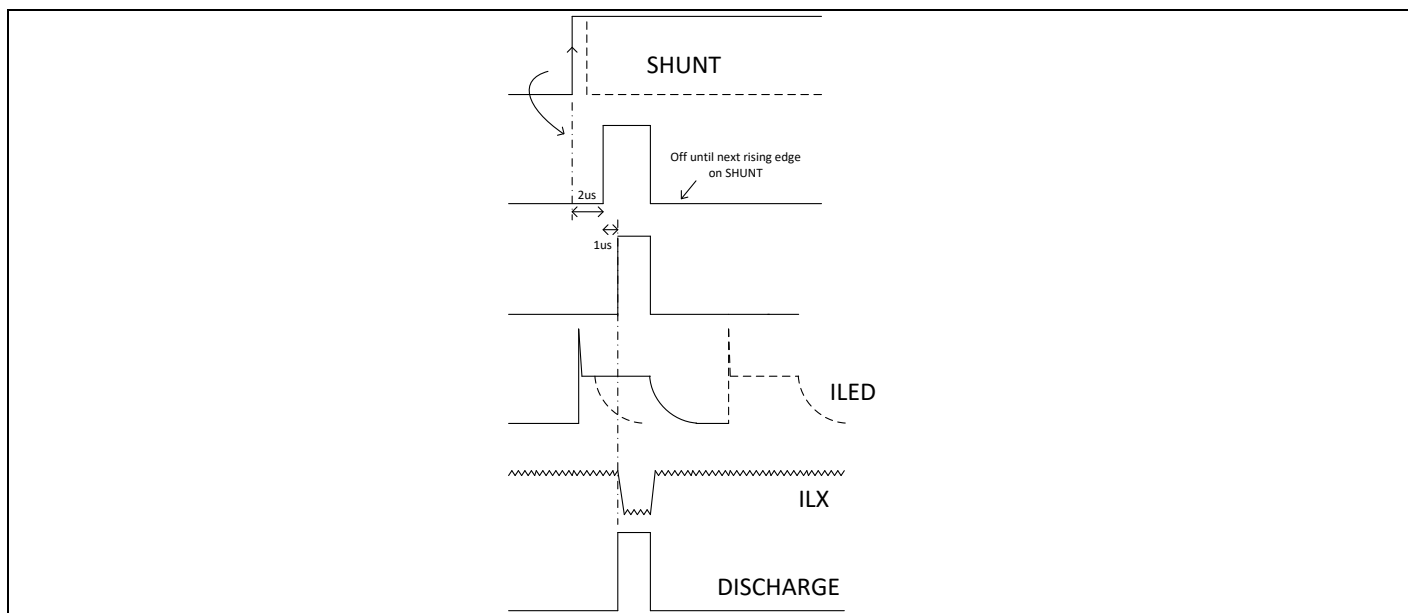 SHUNT
Off until next rising edge
on SHUNT
2us
1us
ILED
ILX
DISCHARGE